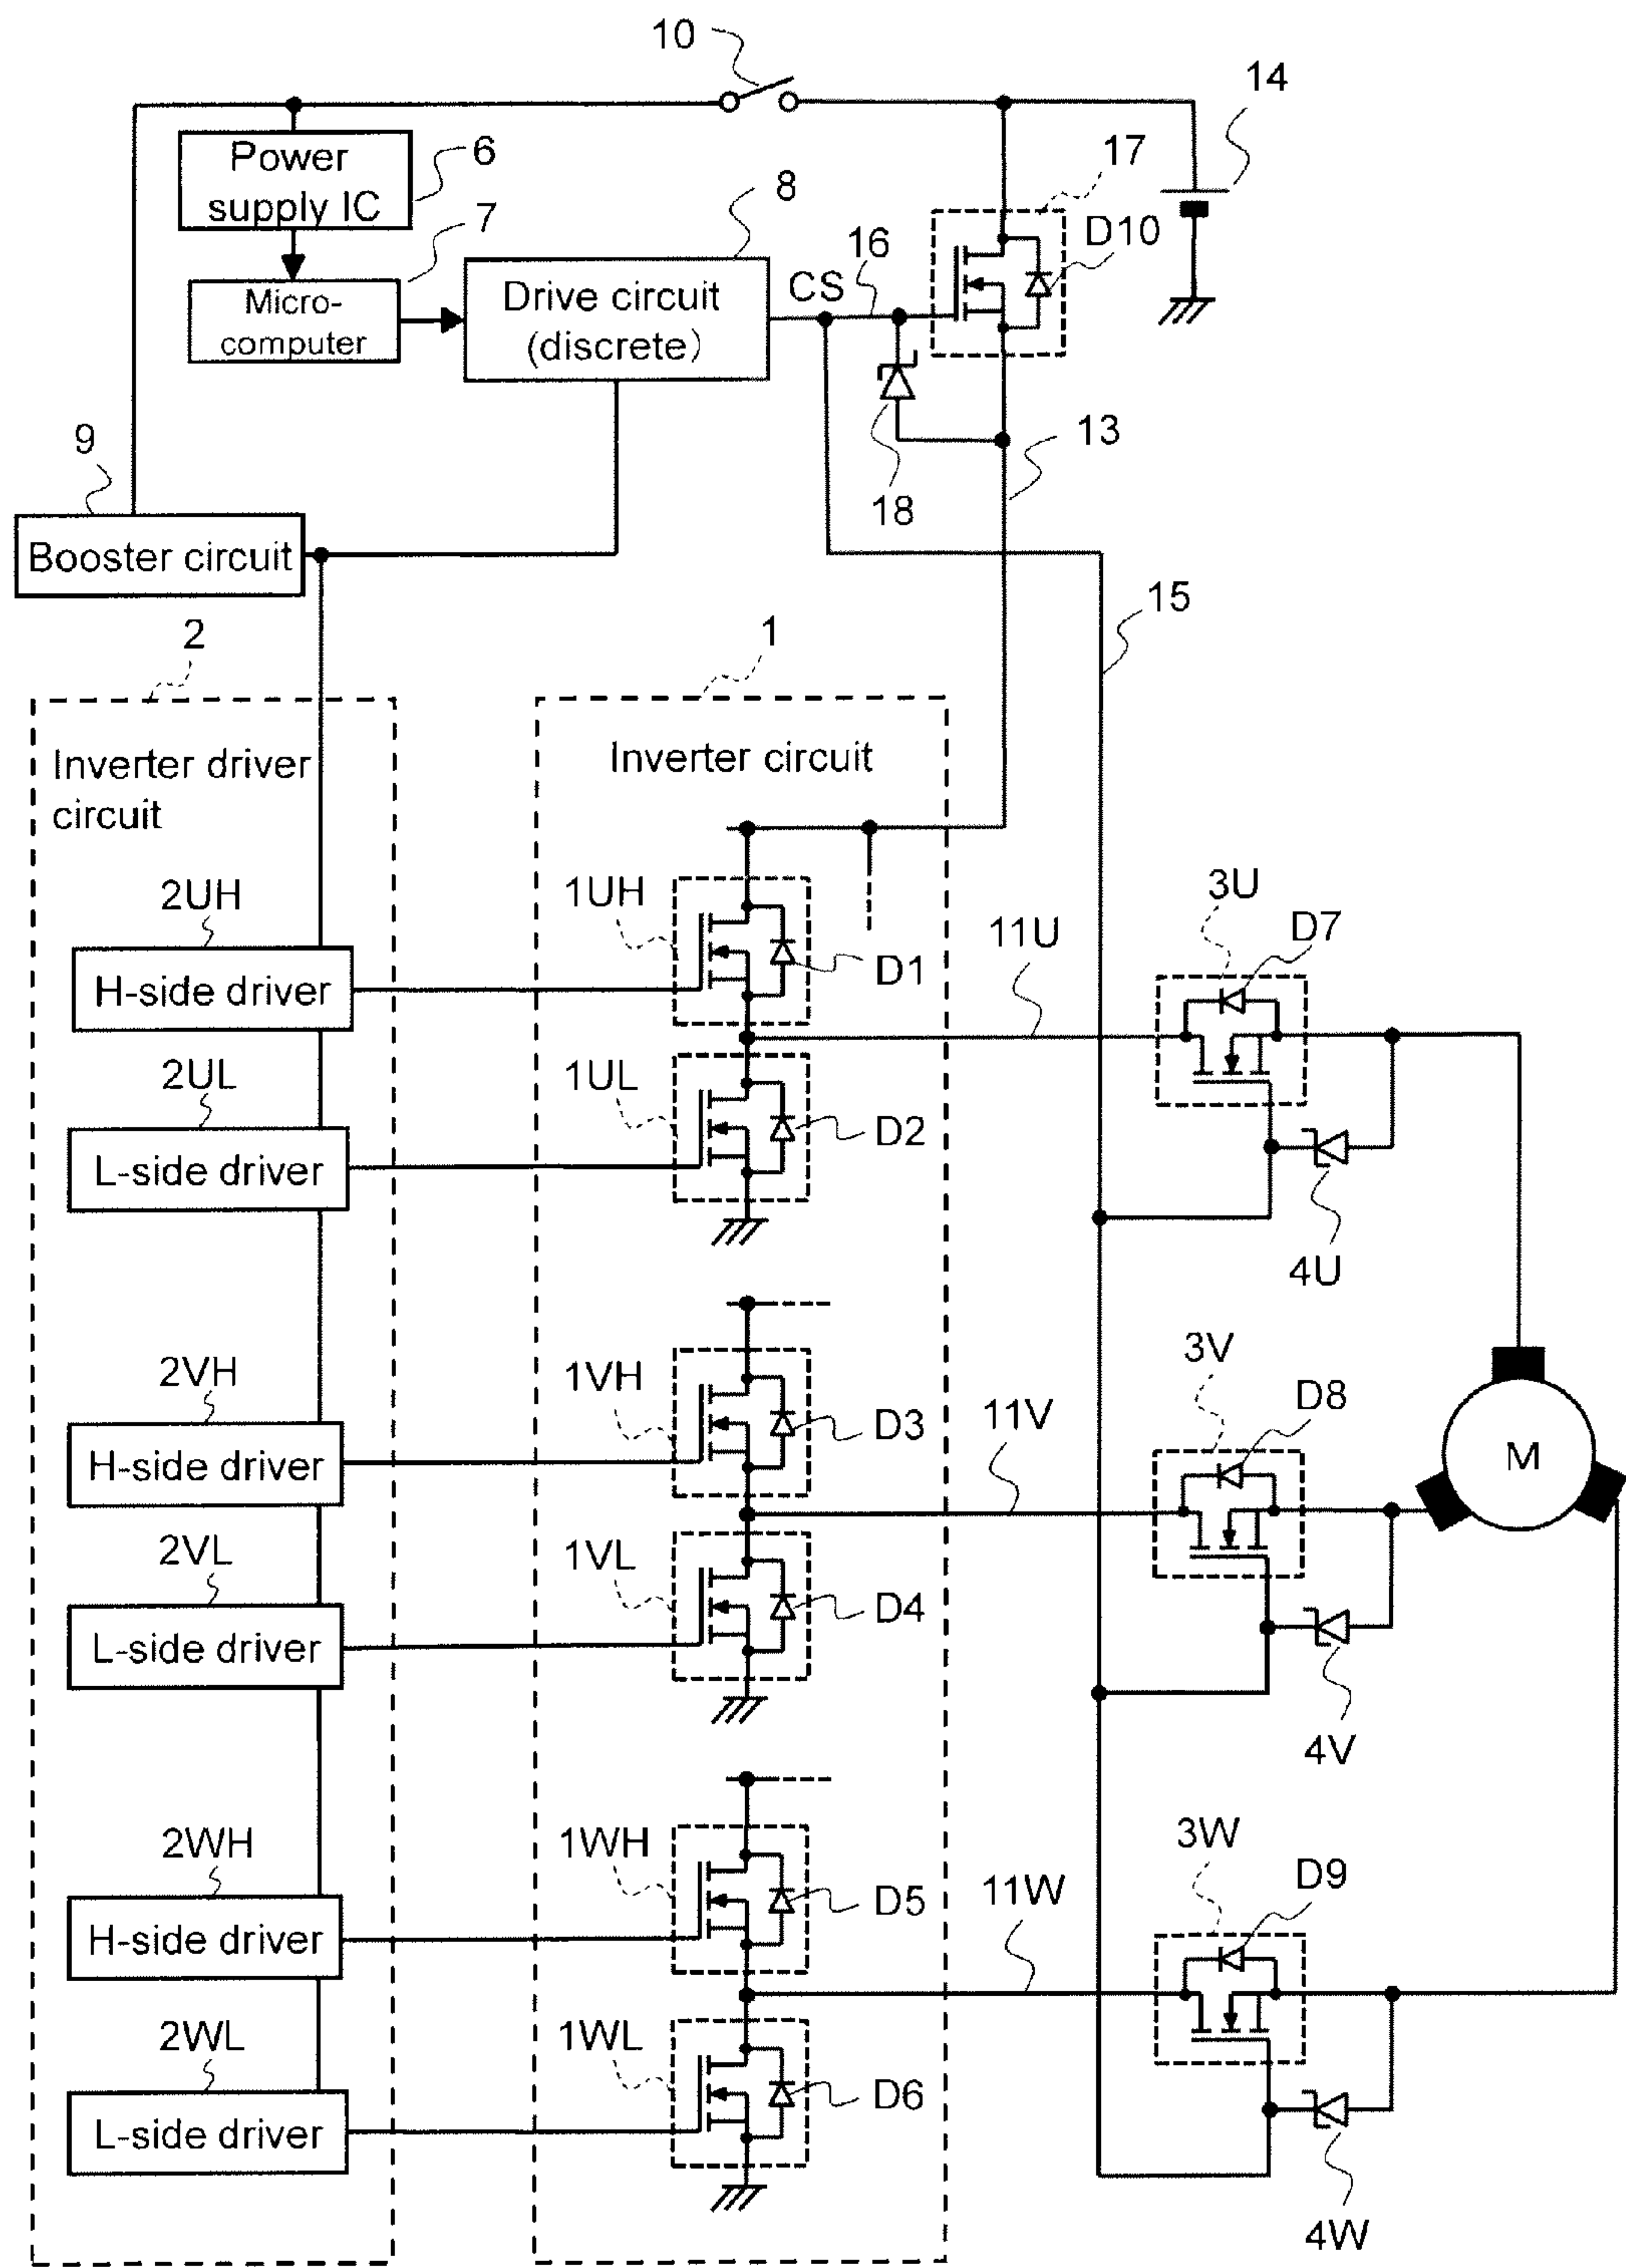 10
14
Power
supply IC
6
17
7
8
D10
16
CS
Micro-
computer
Drive circuit
(discrete)
9
13
18
Booster circuit
15
2
1
Inverter driver
circuit
Inverter circuit
2UH
1UH
3U
D7
11U
H-side driver
D1
2UL
1UL
L-side driver
D2
4U
2VH
1VH
3V
D8
11V
H-side driver
D3
M
2VL
1VL
L-side driver
D4
4V
2WH
1WH
3W
D9
11W
H-side driver
D5
2WL
1WL
L-side driver
D6
4W